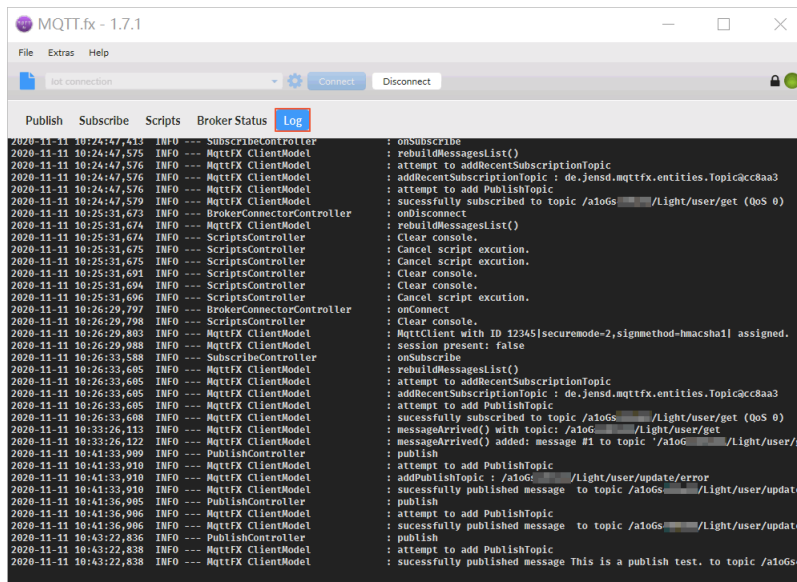 MQTT.fx - 1.7.1
File Extras Help
Iot connection Connect Disconnect
Publish Subscribe Scripts Broker Status Log
2020-11-11 10:24:47,413 INFO --- SubscribeController : onSubscribe
2020-11-11 10:24:47,575 INFO --- MqttFX ClientModel : rebuildMessagesList()
2020-11-11 10:24:47,576 INFO --- MqttFX ClientModel : attempt to addRecentSubscriptionTopic
2020-11-11 10:24:47,576 INFO --- MqttFX ClientModel : addRecentSubscriptionTopic : de.jensd.mqttfx.entities.Topic@cc8aa3
2020-11-11 10:24:47,576 INFO --- MqttFX ClientModel : attempt to add PublishTopic
2020-11-11 10:24:47,579 INFO --- MqttFX ClientModel : sucessfully subscribed to topic /a1oGs /Light/user/get (QoS 0)
2020-11-11 10:25:31,673 INFO --- BrokerConnectorController : onDisconnect
2020-11-11 10:25:31,674 INFO --- MqttFX ClientModel : rebuildMessagesList()
2020-11-11 10:25:31,674 INFO --- ScriptsController : Clear console.
2020-11-11 10:25:31,675 INFO --- ScriptsController : Cancel script excution.
2020-11-11 10:25:31,675 INFO --- ScriptsController : Cancel script excution.
2020-11-11 10:25:31,691 INFO --- ScriptsController : Clear console.
2020-11-11 10:25:31,694 INFO --- ScriptsController : Clear console.
2020-11-11 10:25:31,696 INFO --- ScriptsController : Cancel script excution.
2020-11-11 10:26:29,797 INFO --- BrokerConnectorController : onConnect
2020-11-11 10:26:29,798 INFO --- ScriptsController : Clear console.
2020-11-11 10:26:29,803 INFO --- MqttFX ClientModel : MqttClient with ID 12345|securemode=2,signmethod=hmacsha1| assigned.
2020-11-11 10:26:29,988 INFO --- MqttFX ClientModel : session present: false
2020-11-11 10:26:33,588 INFO --- SubscribeController : onSubscribe
2020-11-11 10:26:33,605 INFO --- MqttFX ClientModel : rebuildMessagesList()
2020-11-11 10:26:33,605 INFO --- MqttFX ClientModel : attempt to addRecentSubscriptionTopic
2020-11-11 10:26:33,605 INFO --- MqttFX ClientModel : addRecentSubscriptionTopic : de.jensd.mqttfx.entities.Topic@cc8aa3
2020-11-11 10:26:33,605 INFO --- MqttFX ClientModel : attempt to add PublishTopic
2020-11-11 10:26:33,608 INFO --- MqttFX ClientModel : sucessfully subscribed to topic /a1oGs /Light/user/get (QoS 0)
2020-11-11 10:33:26,113 INFO --- MqttFX ClientModel : messageArrived() with topic: /a1oG /Light/user/get
2020-11-11 10:33:26,122 INFO --- MqttFX ClientModel : messageArrived() added: message #1 to topic '/a1oG /Light/user/g
2020-11-11 10:41:33,909 INFO --- PublishController : publish
2020-11-11 10:41:33,910 INFO --- MqttFX ClientModel : attempt to add PublishTopic
2020-11-11 10:41:33,910 INFO --- MqttFX ClientModel : addPublishTopic : /a1oG /Light/user/update/error
2020-11-11 10:41:33,910 INFO --- MqttFX ClientModel : sucessfully published message to topic /a1oGs /Light/user/update
2020-11-11 10:41:36,905 INFO --- PublishController : publish
2020-11-11 10:41:36,906 INFO --- MqttFX ClientModel : attempt to add PublishTopic
2020-11-11 10:41:36,906 INFO --- MqttFX ClientModel : sucessfully published message to topic /a1oGs /Light/user/update
2020-11-11 10:43:22,836 INFO --- PublishController : publish
2020-11-11 10:43:22,838 INFO --- MqttFX ClientModel : attempt to add PublishTopic
2020-11-11 10:43:22,838 INFO --- MqttFX ClientModel : sucessfully published message This is a publish test. to topic /a1oGs